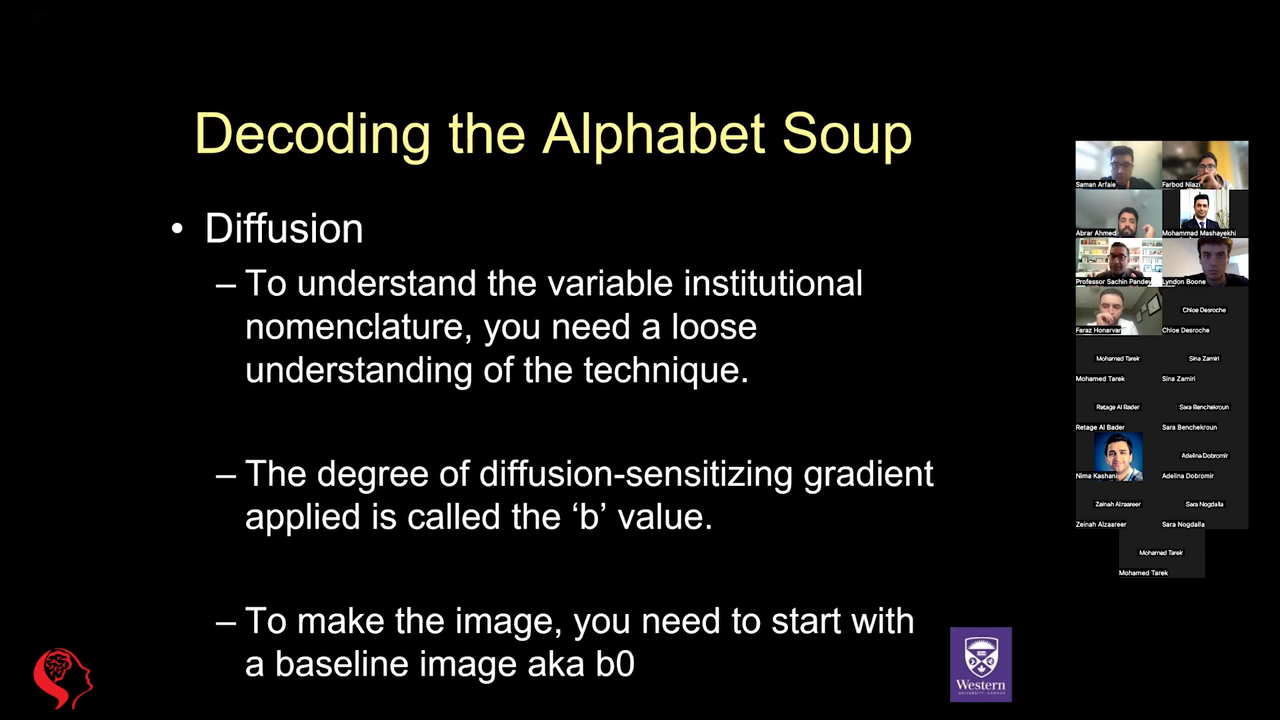 Decoding the Alphabet Soup
• Diffusion
– To understand the variable institutional
nomenclature, you need a loose
understanding of the technique.
– The degree of diffusion-sensitizing gradient
applied is called the ‘b’ value.
– To make the image, you need to start with
a baseline image aka b0
Western
UNIVERSITY · CANADA
Saman Arfaie
Farbod Niazi
Abrar Ahmed
Mohammad Mashayekhi
Professor Sachin Pandey
Lyndon Boone
Faraz Honarvar
Chloe Desroche
Chloe Desroche
Mohamed Tarek
Sina Zamiri
Mohamed Tarek
Sina Zamiri
Retage Al Bader
Sara Benchekroun
Retage Al Bader
Sara Benchekroun
Adelina Dobromir
Nima Kashani
Adelina Dobromir
Zeinah Alzaareer
Sara Nogdalla
Zeinah Alzaareer
Sara Nogdalla
Mohamed Tarek
Mohamed Tarek